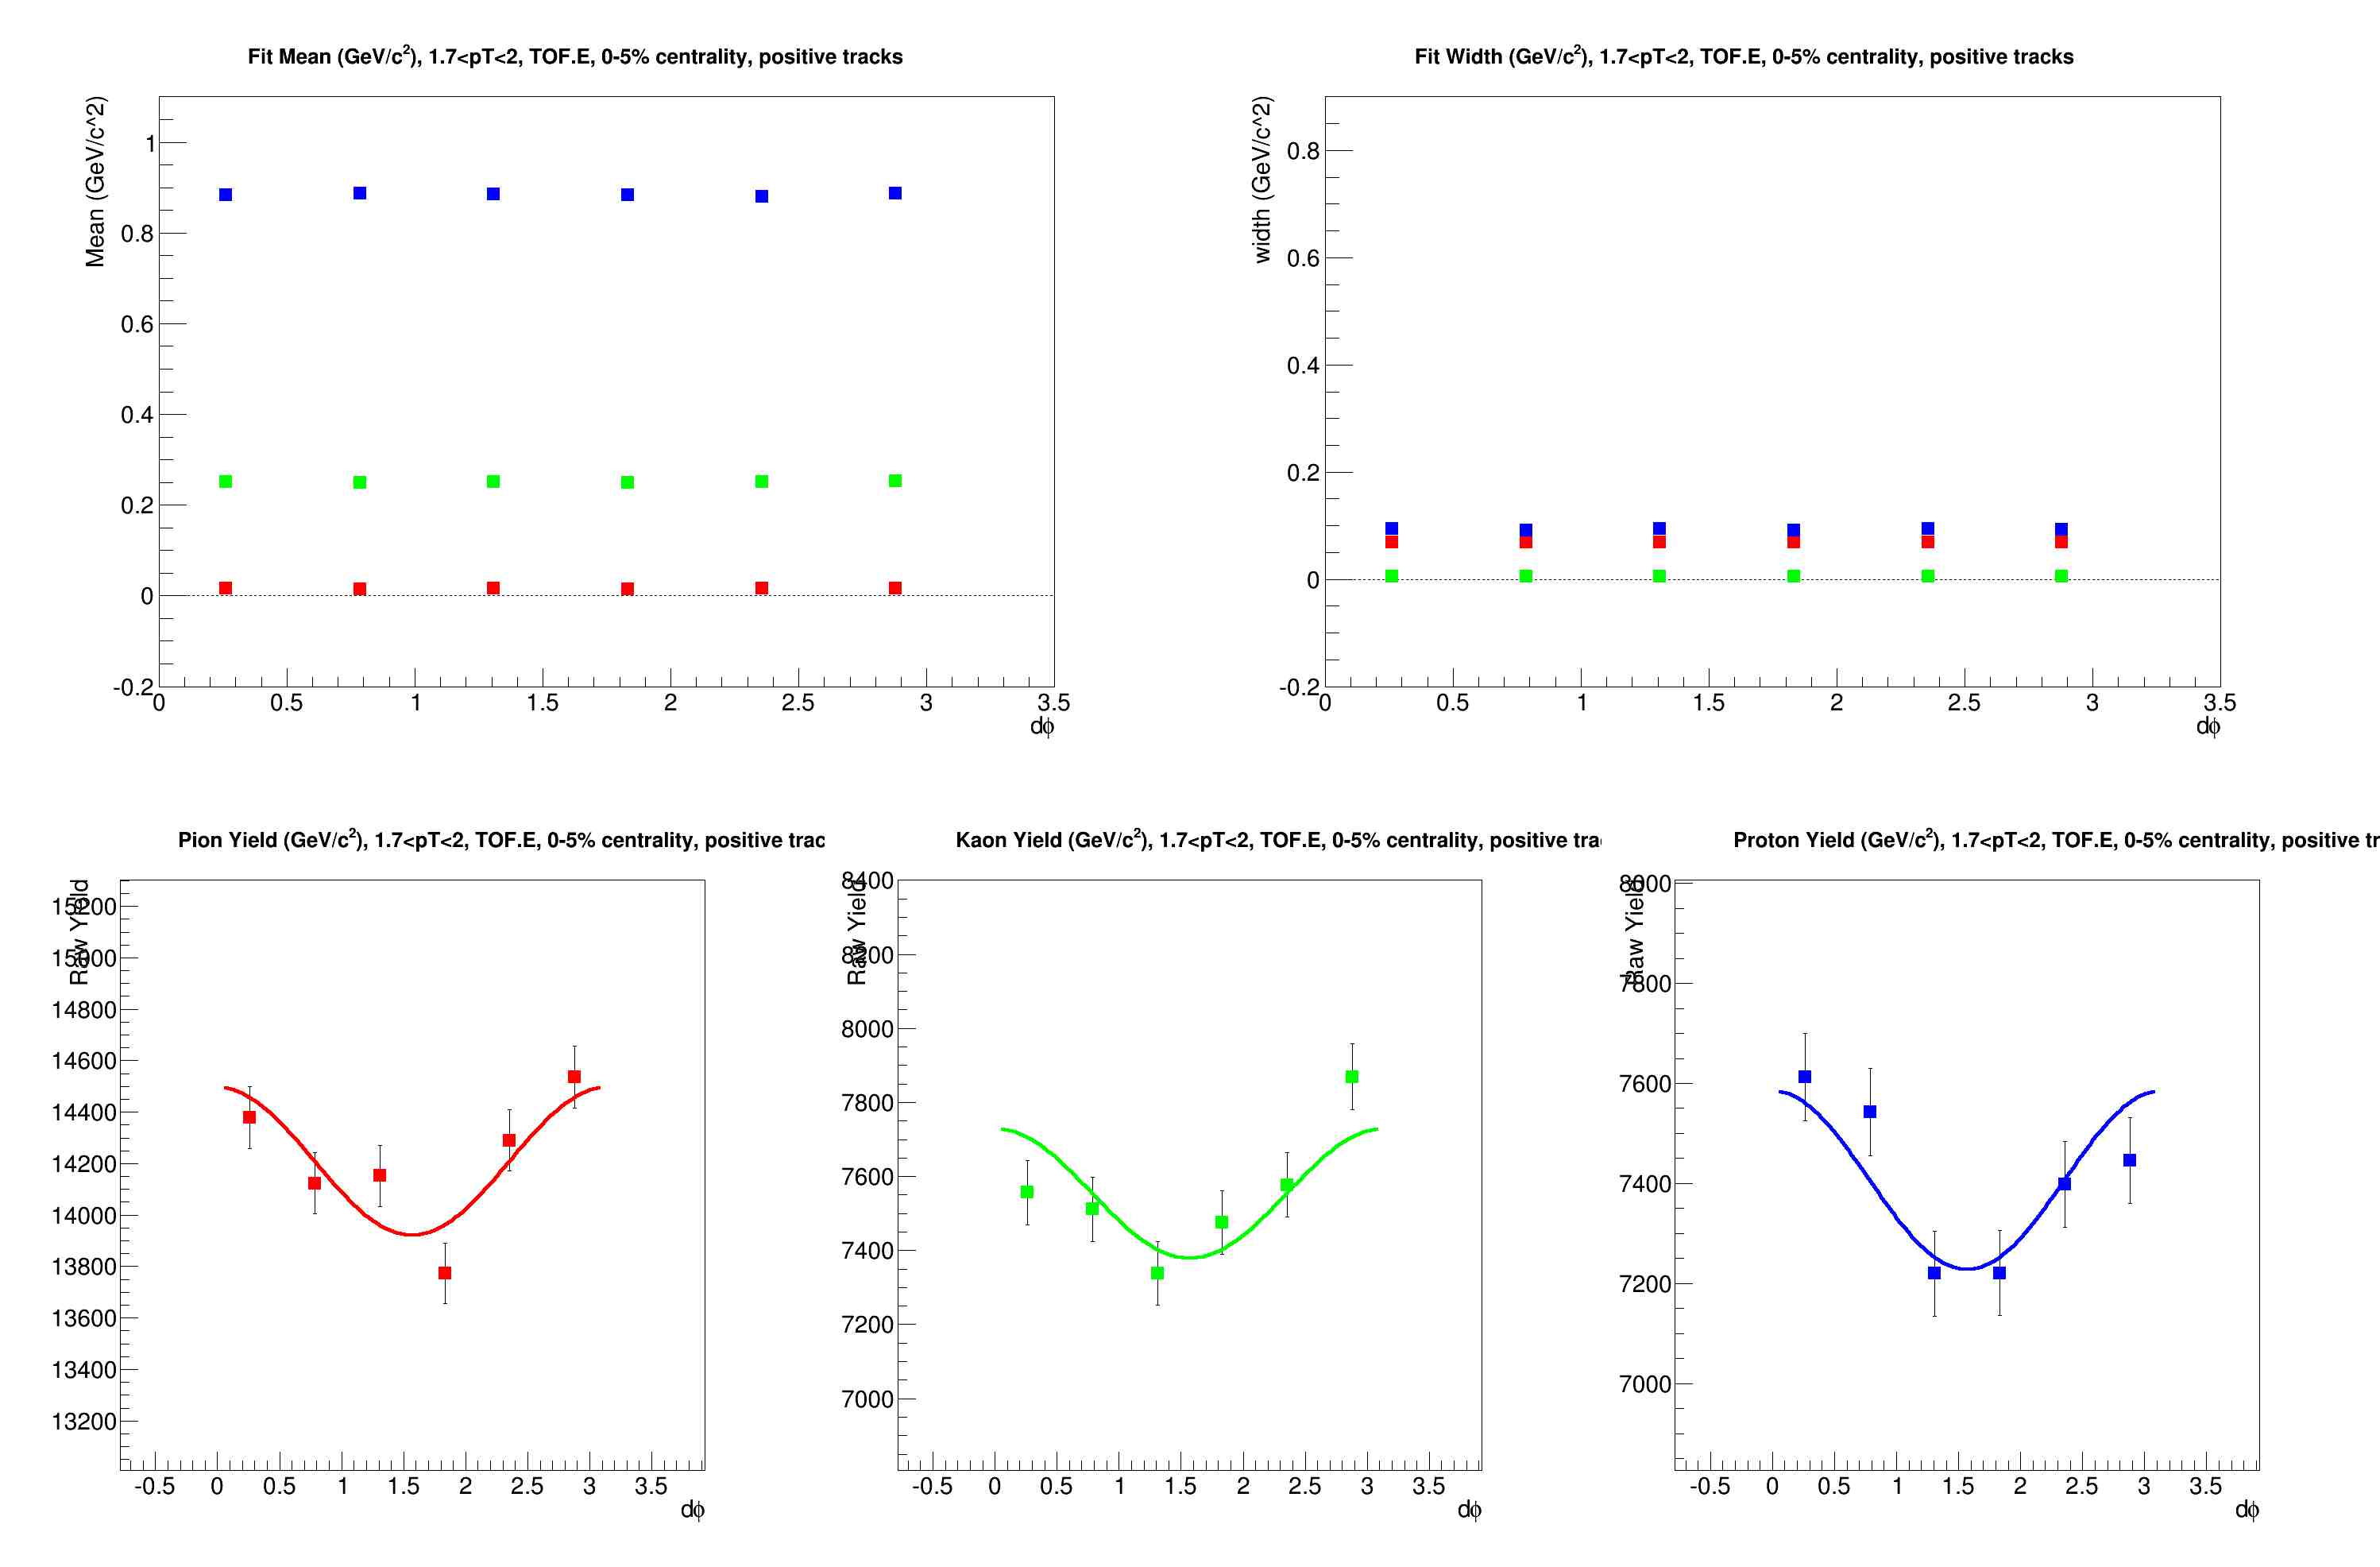 Fit Mean (GeV/c²), 1.7<pT<2, TOF.E, 0-5% centrality, positive tracks
Mean (GeV/c^2)
1
0.8
0.6
0.4
0.2
0
-0.2
0 0.5 1 1.5 2 2.5 3 3.5
dϕ
Fit Width (GeV/c²), 1.7<pT<2, TOF.E, 0-5% centrality, positive tracks
width (GeV/c^2)
0.8
0.6
0.4
0.2
0
-0.2
0 0.5 1 1.5 2 2.5 3 3.5
dϕ
Pion Yield (GeV/c²), 1.7<pT<2, TOF.E, 0-5% centrality, positive trac
Raw Yield
15200
15000
14800
14600
14400
14200
14000
13800
13600
13400
13200
-0.5 0 0.5 1 1.5 2 2.5 3 3.5
dϕ
Kaon Yield (GeV/c²), 1.7<pT<2, TOF.E, 0-5% centrality, positive tra
Raw Yield
8400
8200
8000
7800
7600
7400
7200
7000
-0.5 0 0.5 1 1.5 2 2.5 3 3.5
dϕ
Proton Yield (GeV/c²), 1.7<pT<2, TOF.E, 0-5% centrality, positive tr
Raw Yield
8000
7800
7600
7400
7200
7000
-0.5 0 0.5 1 1.5 2 2.5 3 3.5
dϕ